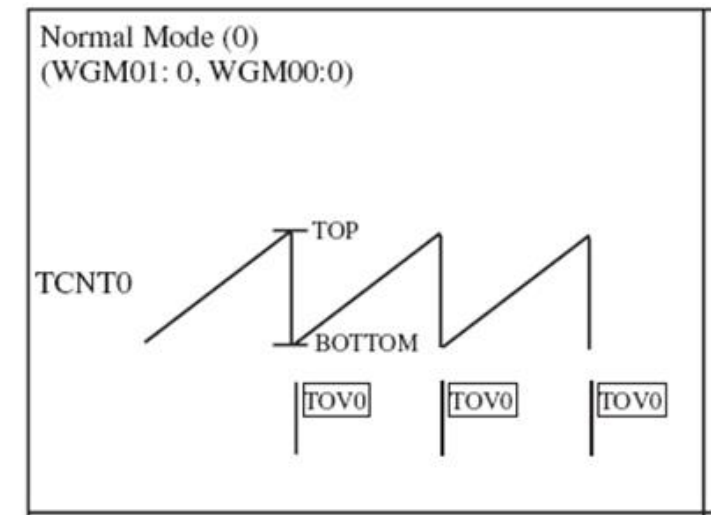 Normal Mode (0)
(WGM01: 0, WGM00:0)
TOP
TCNT0
BOTTOM
TOV0 TOV0 TOV0